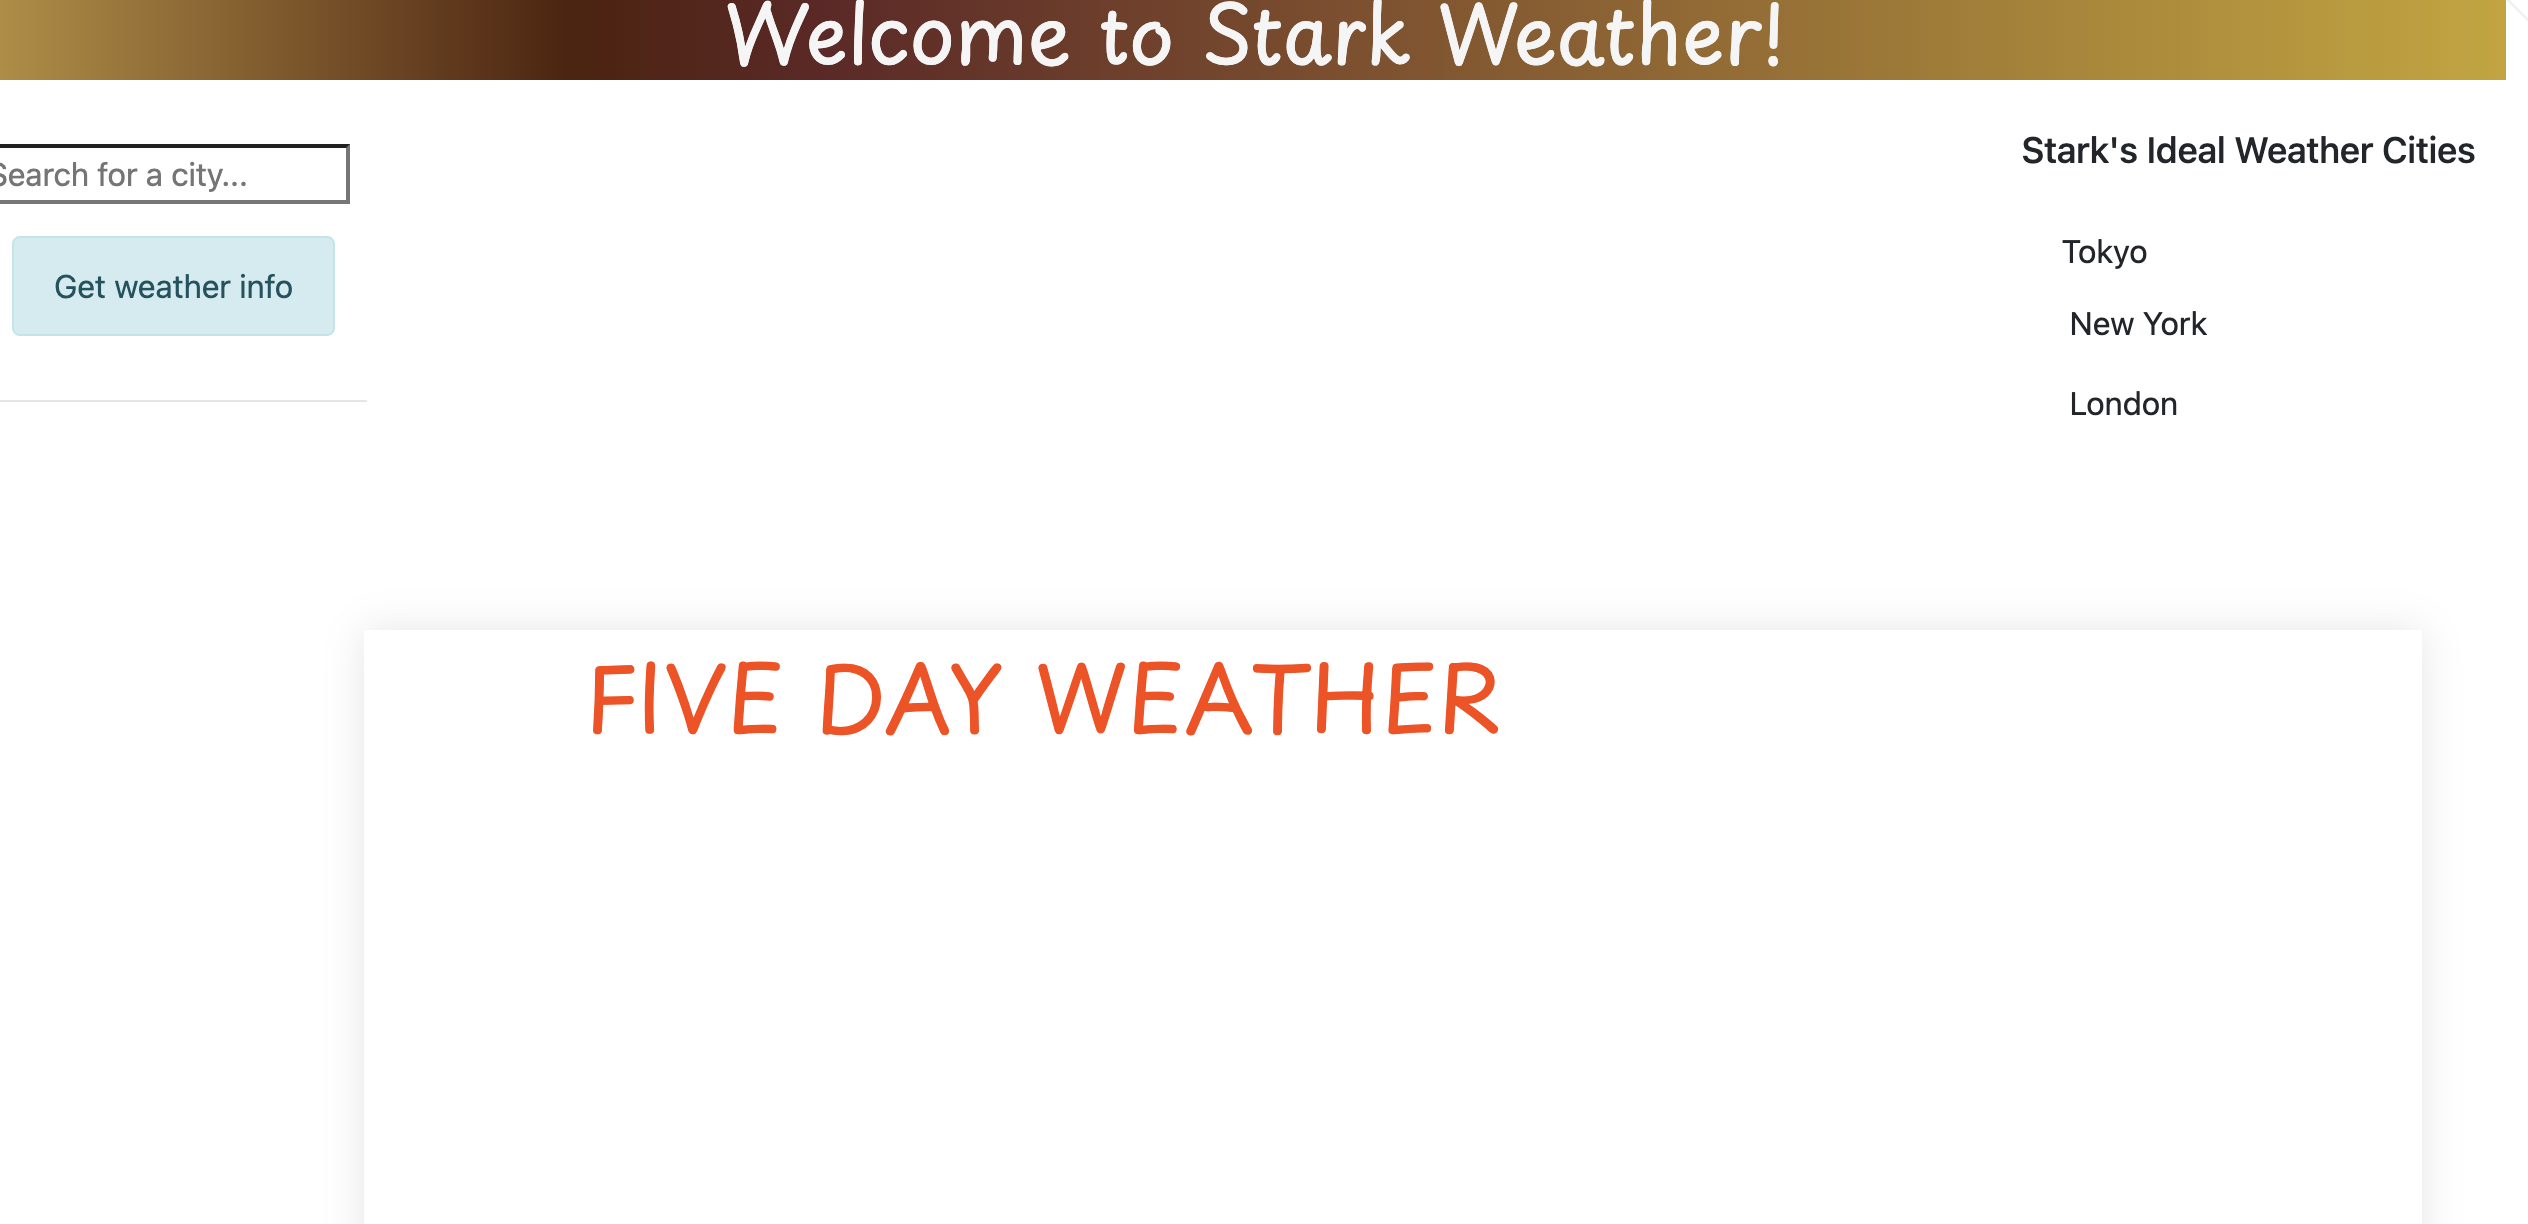 Welcome to Stark Weather!
Search for a city...
Get weather info
Stark's Ideal Weather Cities
Tokyo
New York
London
FIVE DAY WEATHER